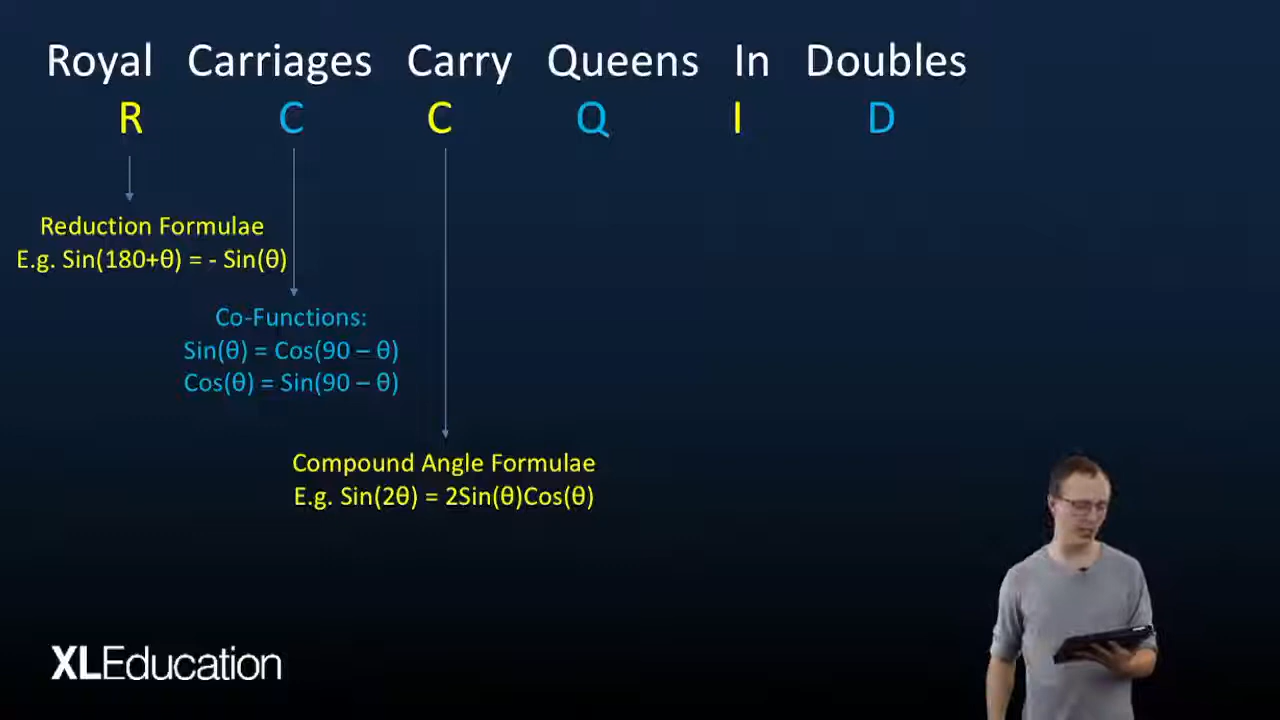 Royal Carriages Carry Queens In Doubles
R C C Q I D
Reduction Formulae
E.g. Sin(180+θ) = - Sin(θ)
Co-Functions:
Sin(θ) = Cos(90 – θ)
Cos(θ) = Sin(90 – θ)
Compound Angle Formulae
E.g. Sin(2θ) = 2Sin(θ)Cos(θ)
XLEducation